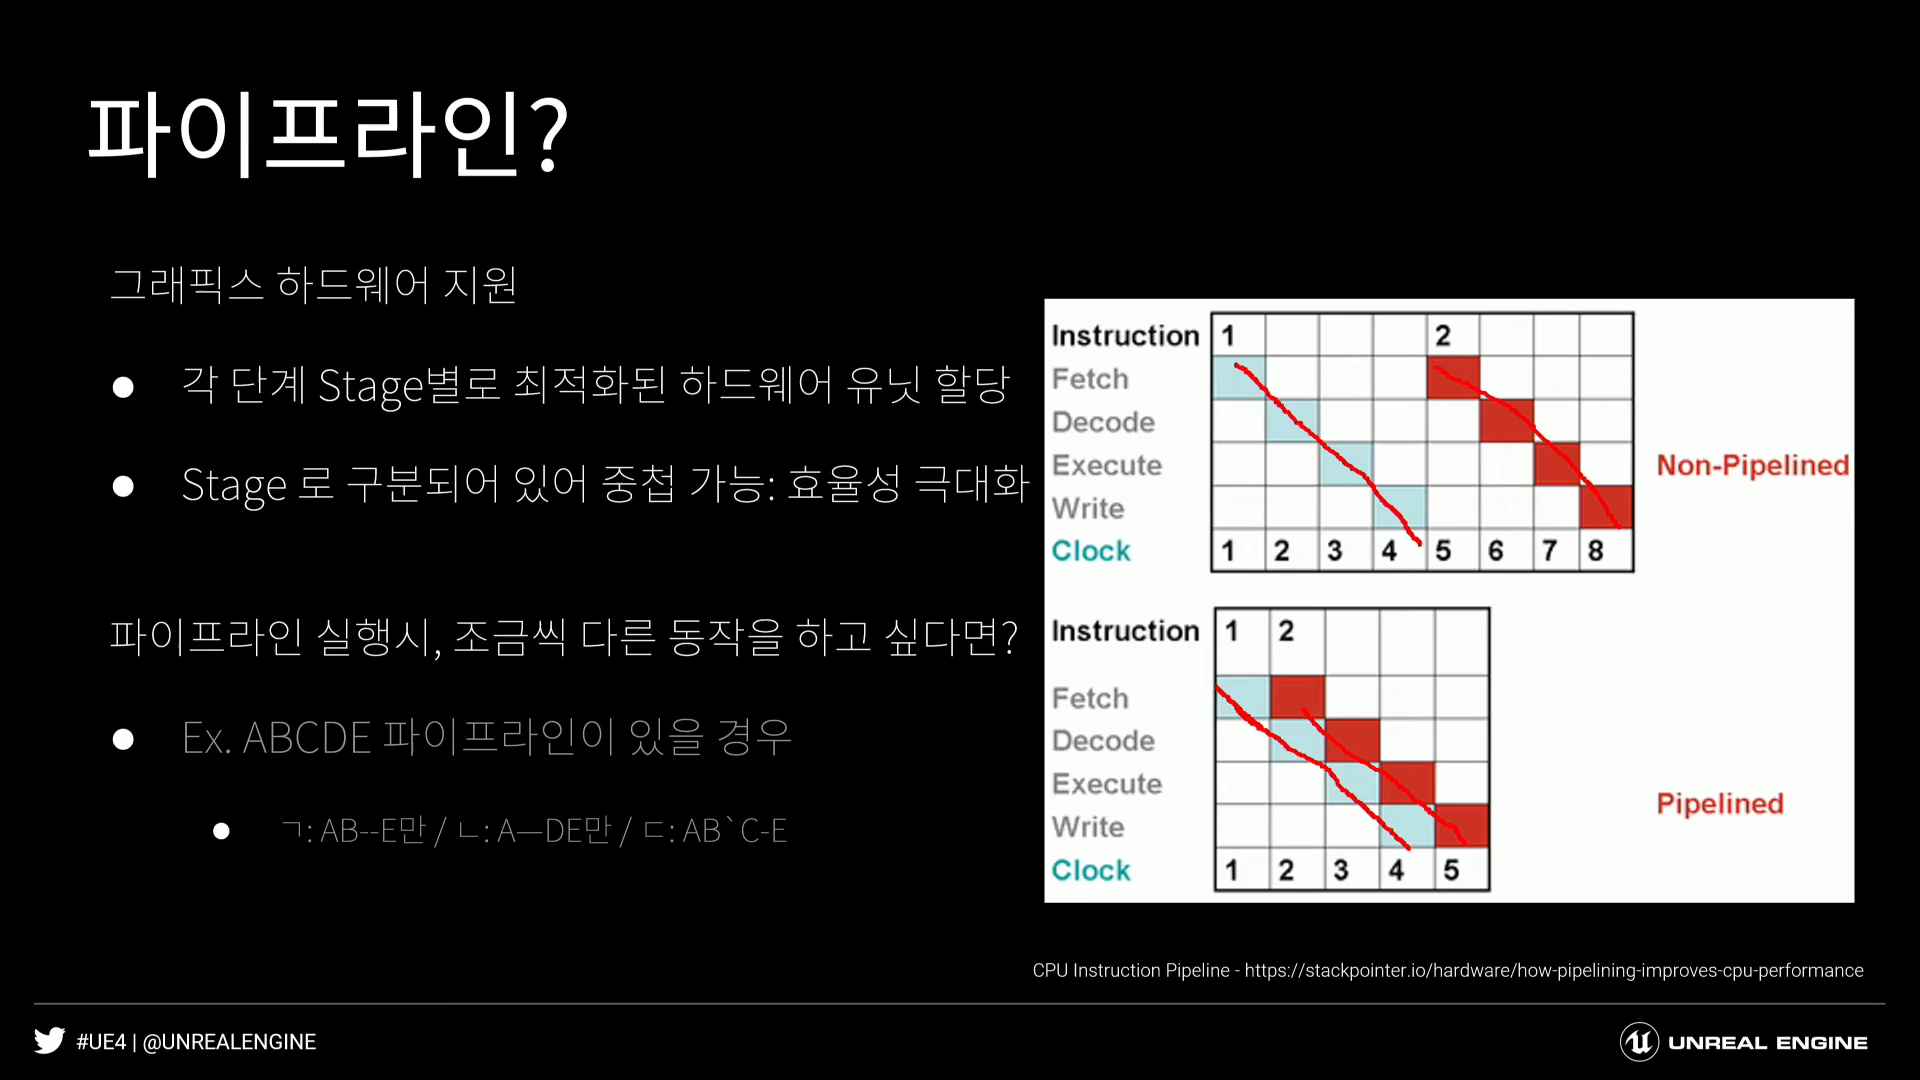 파이프라인?
그래픽스 하드웨어 지원
● 각 단계 Stage별로 최적화된 하드웨어 유닛 할당
● Stage 로 구분되어 있어 중첩 가능: 효율성 극대화
파이프라인 실행시, 조금씩 다른 동작을 하고 싶다면?
● Ex. ABCDE 파이프라인이 있을 경우
● ㄱ: AB--E만 / ㄴ: A—DE만 / ㄷ: AB`C-E
Instruction 1 2
Fetch
Decode
Execute
Write
Clock 1 2 3 4 5 6 7 8
Non-Pipelined
Instruction 1 2
Fetch
Decode
Execute
Write
Clock 1 2 3 4 5
Pipelined
CPU Instruction Pipeline - https://stackpointer.io/hardware/how-pipelining-improves-cpu-performance
#UE4 | @UNREALENGINE
UNREAL ENGINE